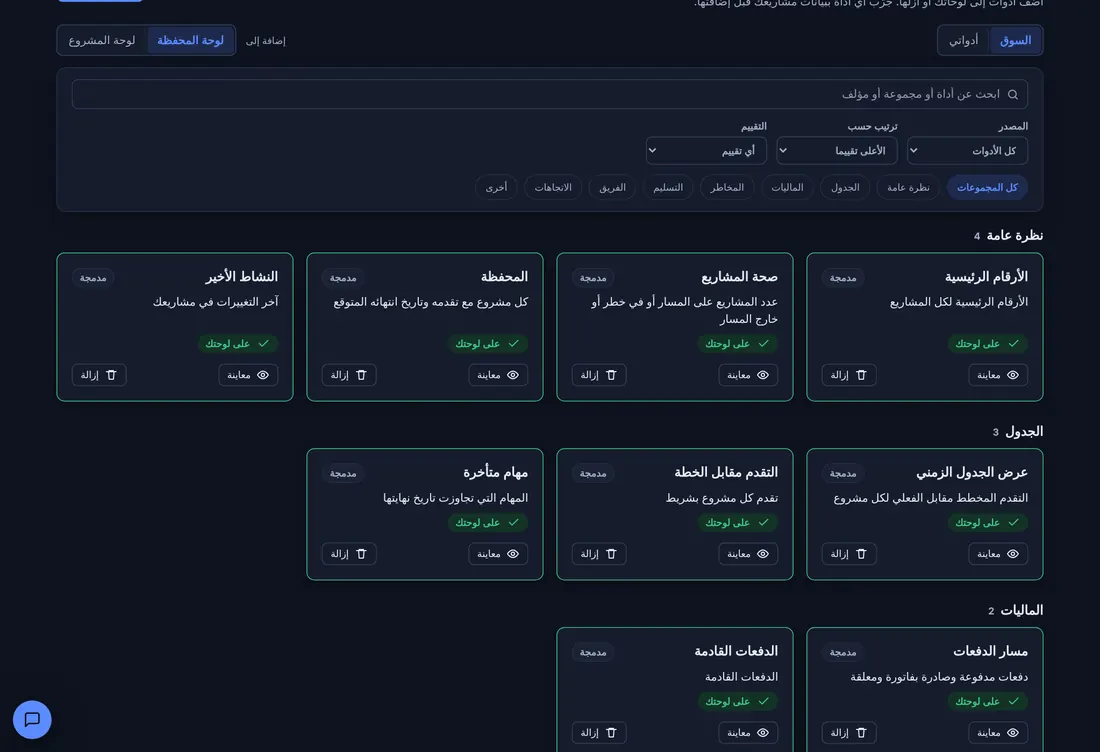 أضف أدوات إلى لوحاتك أو أزلها. جرّب أي أداة ببيانات مشاريعك قبل إضافتها.
السوق
أدواتي
إضافة إلى
لوحة المحفظة
لوحة المشروع
ابحث عن أداة أو مجموعة أو مؤلف
المصدر
ترتيب حسب
التقييم
كل الأدوات
الأعلى تقييما
أي تقييم
كل المجموعات
نظرة عامة
الجدول
الماليات
المخاطر
التسليم
الفريق
الاتجاهات
أخرى
نظرة عامة 4
الأرقام الرئيسية
مدمجة
الأرقام الرئيسية لكل المشاريع
على لوحتك
معاينة
إزالة
صحة المشاريع
مدمجة
عدد المشاريع على المسار أو في خطر أو
خارج المسار
على لوحتك
معاينة
إزالة
المحفظة
مدمجة
كل مشروع مع تقدمه وتاريخ انتهائه المتوقع
على لوحتك
معاينة
إزالة
النشاط الأخير
مدمجة
آخر التغييرات في مشاريعك
على لوحتك
معاينة
إزالة
الجدول 3
عرض الجدول الزمني
مدمجة
التقدم المخطط مقابل الفعلي لكل مشروع
على لوحتك
معاينة
إزالة
التقدم مقابل الخطة
مدمجة
تقدم كل مشروع بشريط
على لوحتك
معاينة
إزالة
مهام متأخرة
مدمجة
المهام التي تجاوزت تاريخ نهايتها
على لوحتك
معاينة
إزالة
الماليات 2
مسار الدفعات
مدمجة
دفعات مدفوعة وصادرة بفاتورة ومعلقة
على لوحتك
معاينة
إزالة
الدفعات القادمة
مدمجة
الدفعات القادمة
على لوحتك
معاينة
إزالة